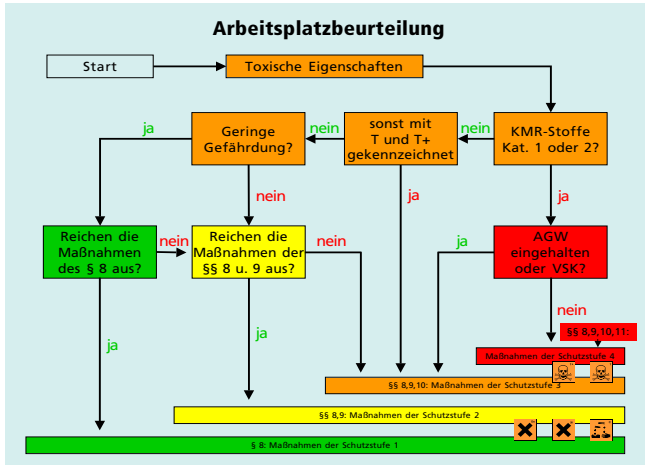 Arbeitsplatzbeurteilung
Start
Toxische Eigenschaften
ja
Geringe
Gefährdung?
nein
sonst mit
T und T+
gekennzeichnet
nein
KMR-Stoffe
Kat. 1 oder 2?
nein
ja
ja
Reichen die
Maßnahmen
des § 8 aus?
nein
Reichen die
Maßnahmen der
§§ 8 u. 9 aus?
nein
ja
AGW
eingehalten
oder VSK?
nein
§§ 8,9,10,11:
ja
ja
Maßnahmen der Schutzstufe 4
§§ 8,9,10: Maßnahmen der Schutzstufe 3
§§ 8,9: Maßnahmen der Schutzstufe 2
§ 8: Maßnahmen der Schutzstufe 1